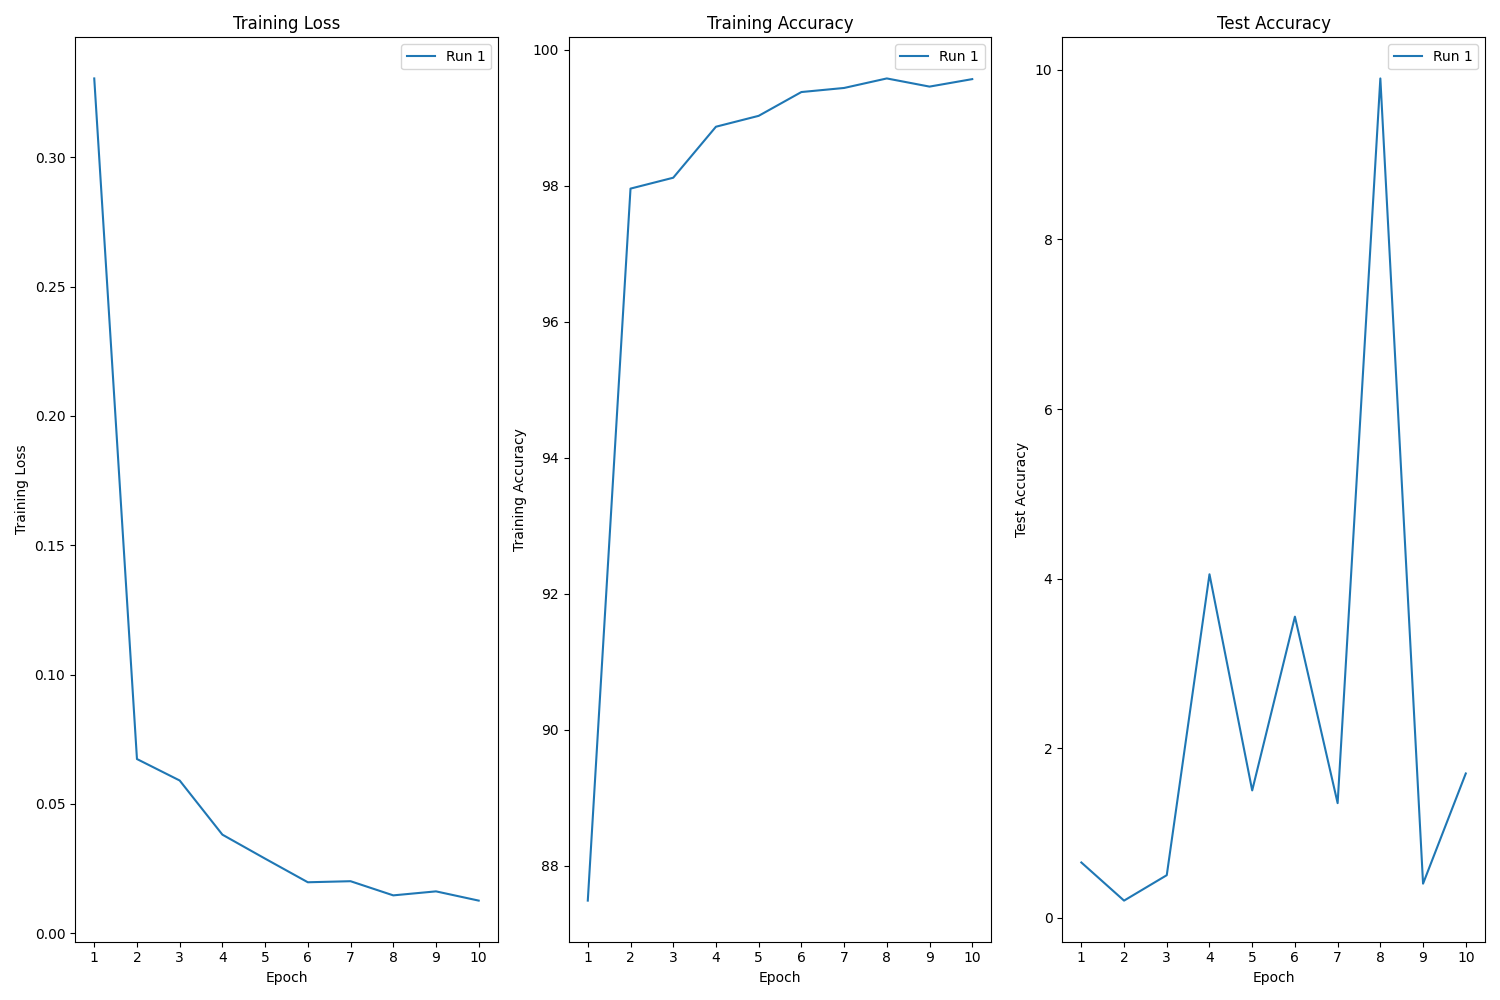 Training Loss
Run 1
0.30
0.25
0.20
0.15
0.10
0.05
0.00
Training Loss
1 2 3 4 5 6 7 8 9 10
Epoch
Training Accuracy
Run 1
100
98
96
94
92
90
88
Training Accuracy
1 2 3 4 5 6 7 8 9 10
Epoch
Test Accuracy
Run 1
10
8
6
4
2
0
Test Accuracy
1 2 3 4 5 6 7 8 9 10
Epoch